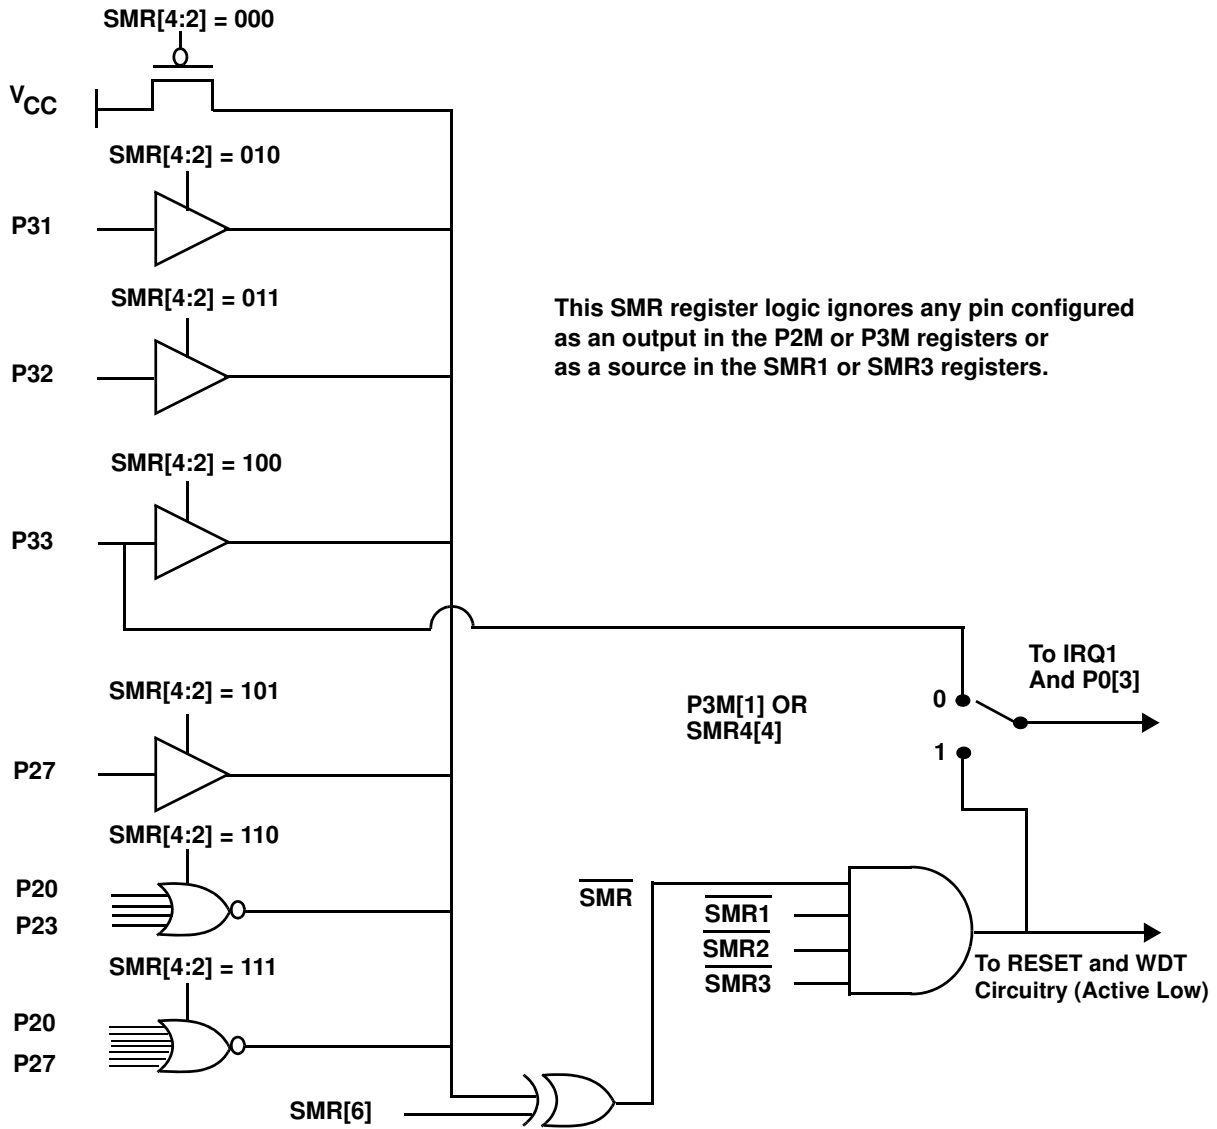 SMR[4:2] = 000
VCC
SMR[4:2] = 010
P31
SMR[4:2] = 011
P32
This SMR register logic ignores any pin configured
as an output in the P2M or P3M registers or
as a source in the SMR1 or SMR3 registers.
SMR[4:2] = 100
P33
To IRQ1
And P0[3]
SMR[4:2] = 101
P3M[1] OR
SMR4[4]
0
1
P27
SMR[4:2] = 110
P20
P23
SMR
SMR1
SMR2
SMR3
To RESET and WDT
Circuitry (Active Low)
SMR[4:2] = 111
P20
P27
SMR[6]